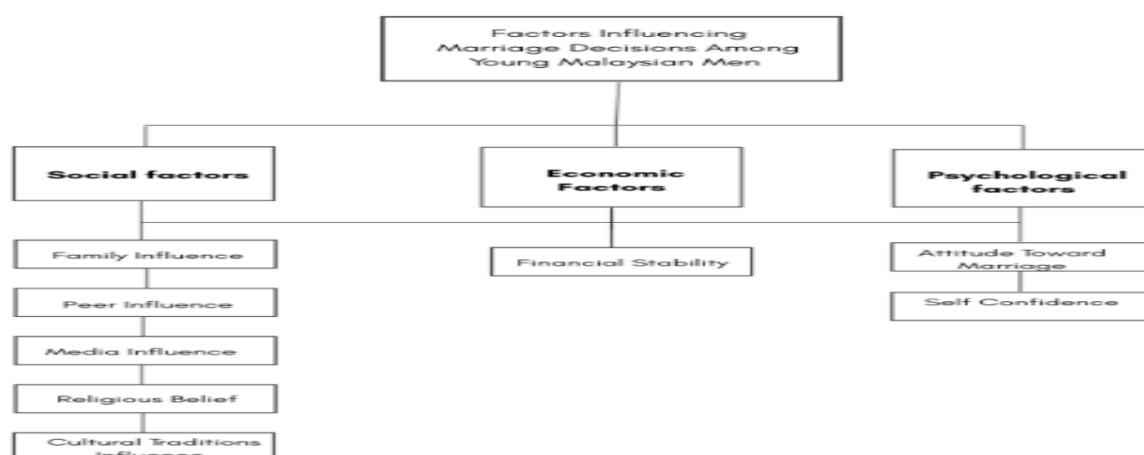 Factors Influencing
Marriage Decisions Among
Young Malaysian Men
Social factors
Economic
Factors
Psychological
factors
Family Influence
Peer Influence
Media Influence
Religious Belief
Cultural Traditions
Influence
Financial Stability
Attitude Toward
Marriage
Self Confidence